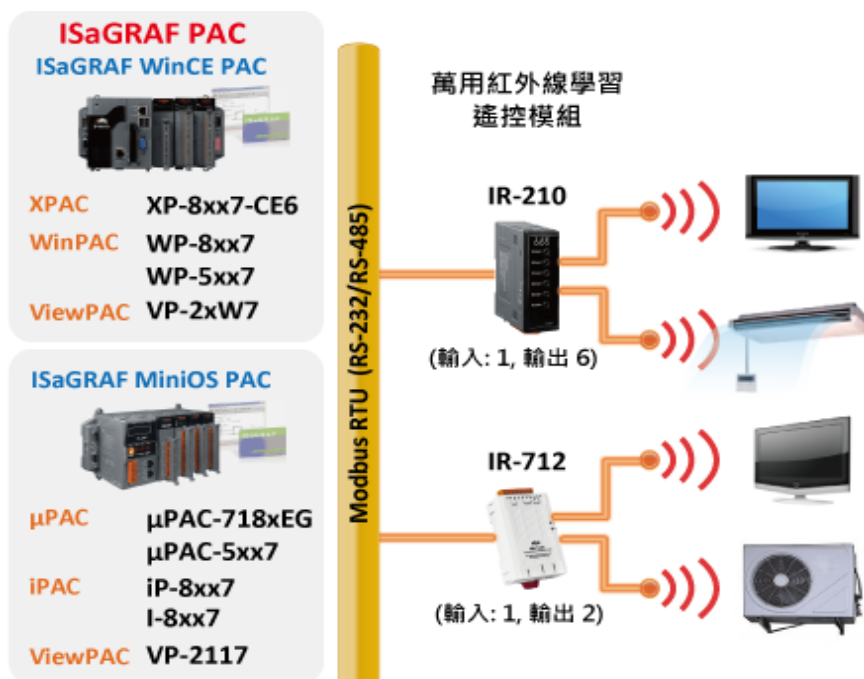 ISaGRAF PAC
ISaGRAF WinCE PAC
XPAC XP-8xx7-CE6
WinPAC WP-8xx7
WP-5xx7
ViewPAC VP-2xW7
ISaGRAF MiniOS PAC
μPAC μPAC-718xEG
μPAC-5xx7
iPAC iP-8xx7
I-8xx7
ViewPAC VP-2117
Modbus RTU (RS-232/RS-485)
萬用紅外線學習
遙控模組
IR-210
(輸入: 1, 輸出 6)
IR-712
(輸入: 1, 輸出 2)